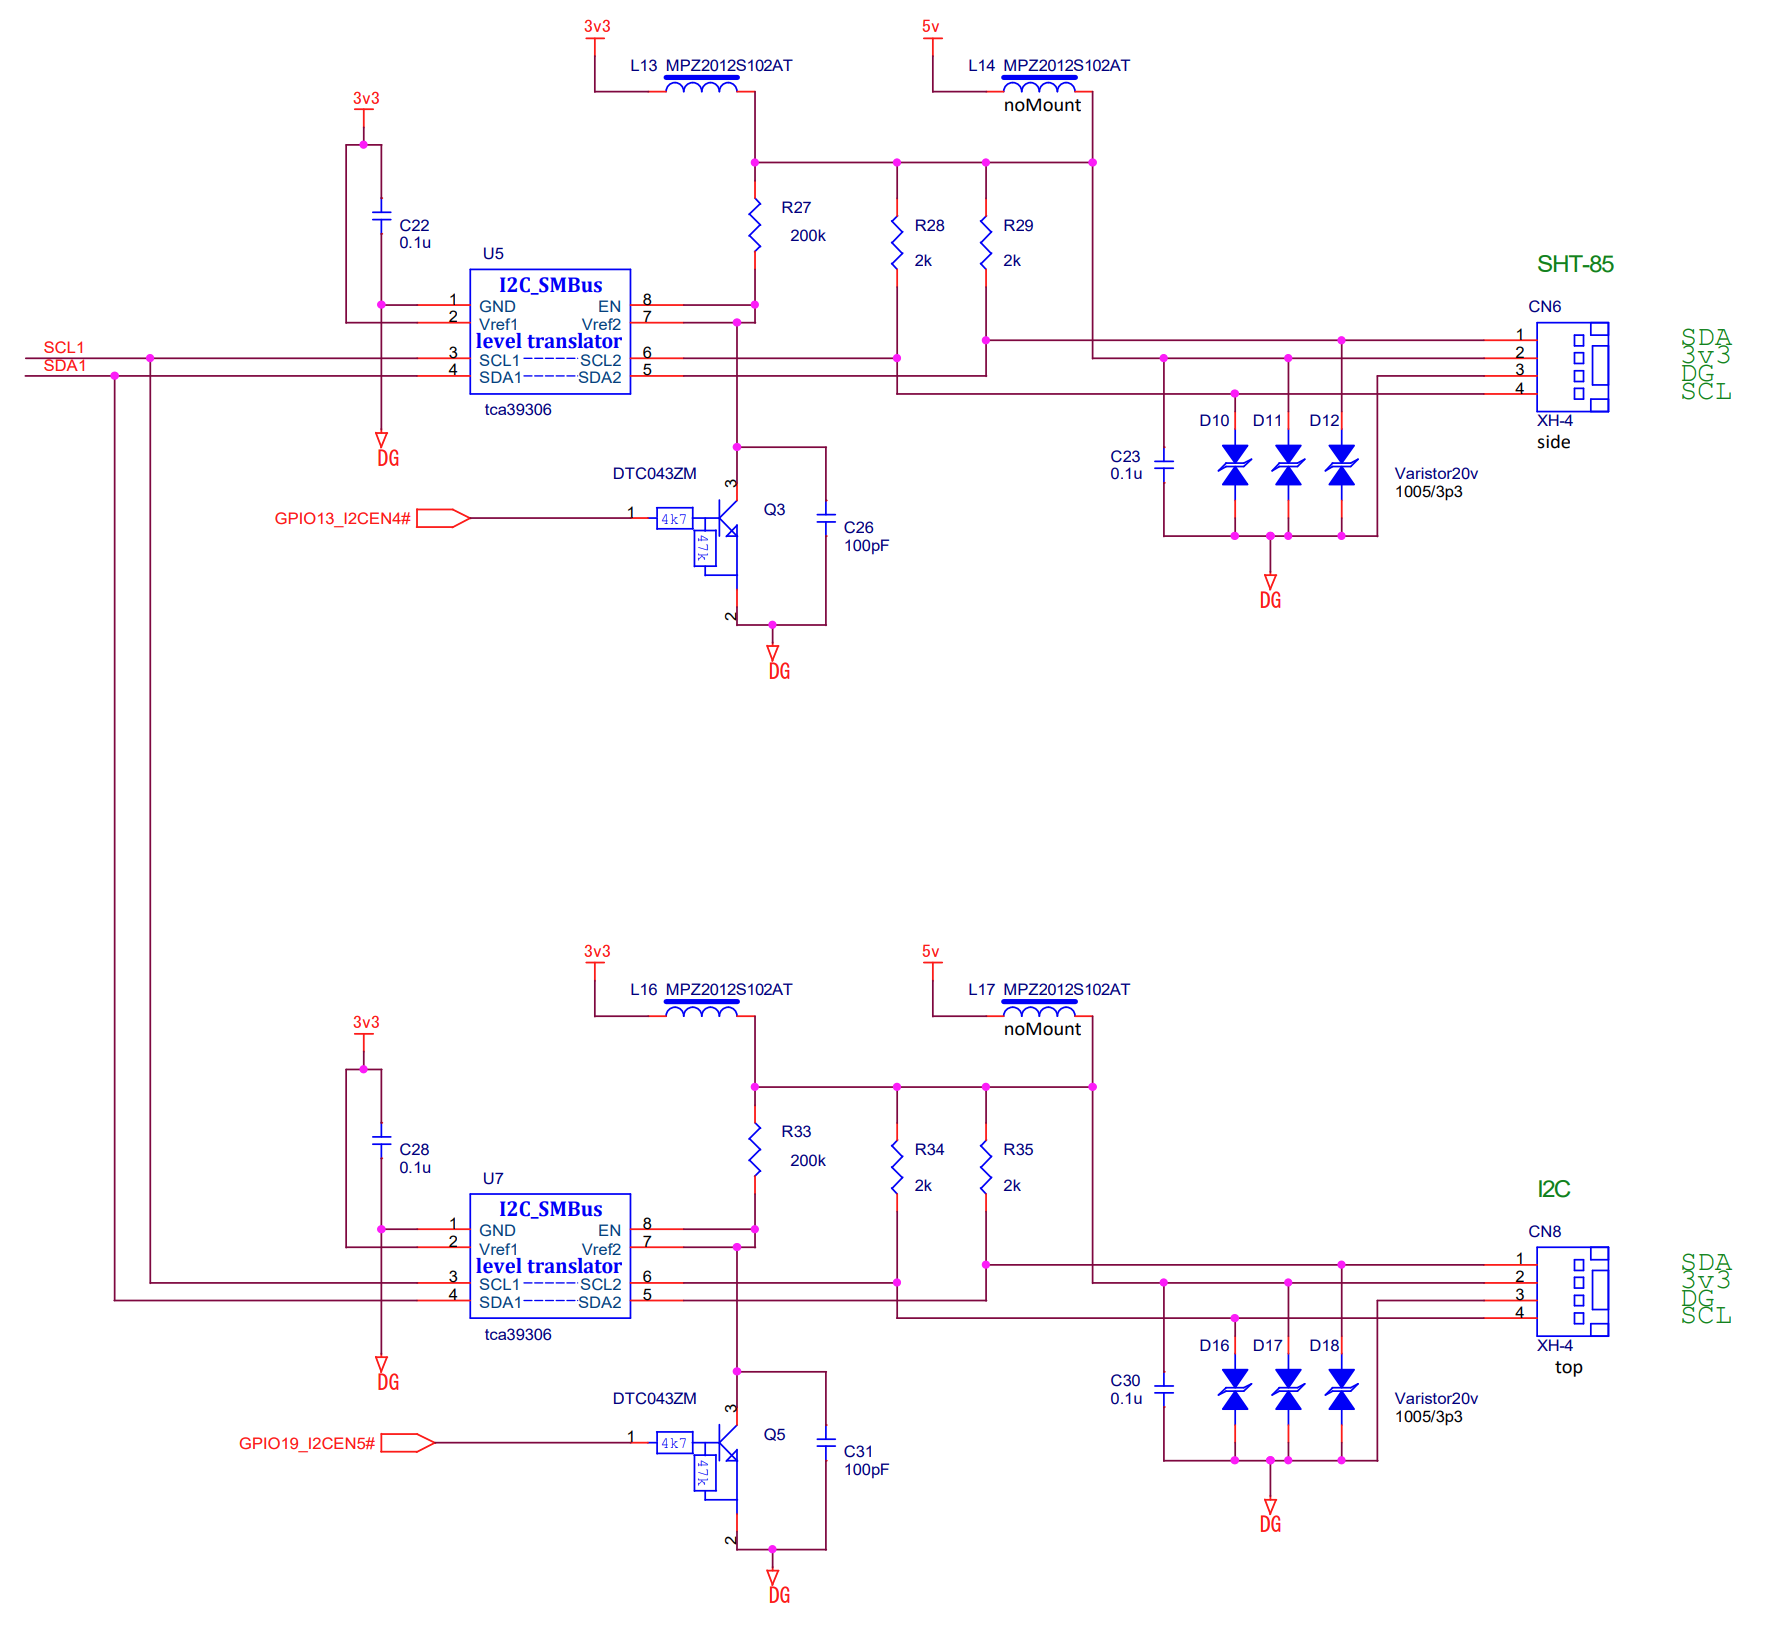 3v3
5v
L13 MPZ2012S102AT
L14 MPZ2012S102AT
noMount
3v3
C22
0.1u
R27
200k
R28
2k
R29
2k
SHT-85
U5
CN6
I2C_SMBus
1 GND EN 8
2 Vref1 Vref2 7
level translator
3 SCL1 SCL2 6
4 SDA1 SDA2 5
tca39306
SCL1
SDA1
1 SDA
2 3v3
3 DG
4 SCL
XH-4
side
DG
D10 D11 D12
C23
0.1u
Varistor20v
1005/3p3
DTC043ZM
3
GPIO13_I2CEN4#
1
4k7
47k
Q3
C26
100pF
2
DG
DG
3v3
5v
L16 MPZ2012S102AT
L17 MPZ2012S102AT
noMount
3v3
C28
0.1u
R33
200k
R34
2k
R35
2k
I2C
U7
CN8
I2C_SMBus
1 GND EN 8
2 Vref1 Vref2 7
level translator
3 SCL1 SCL2 6
4 SDA1 SDA2 5
tca39306
1 SDA
2 3v3
3 DG
4 SCL
XH-4
top
DG
D16 D17 D18
C30
0.1u
Varistor20v
1005/3p3
DTC043ZM
3
GPIO19_I2CEN5#
1
4k7
47k
Q5
C31
100pF
2
DG
DG